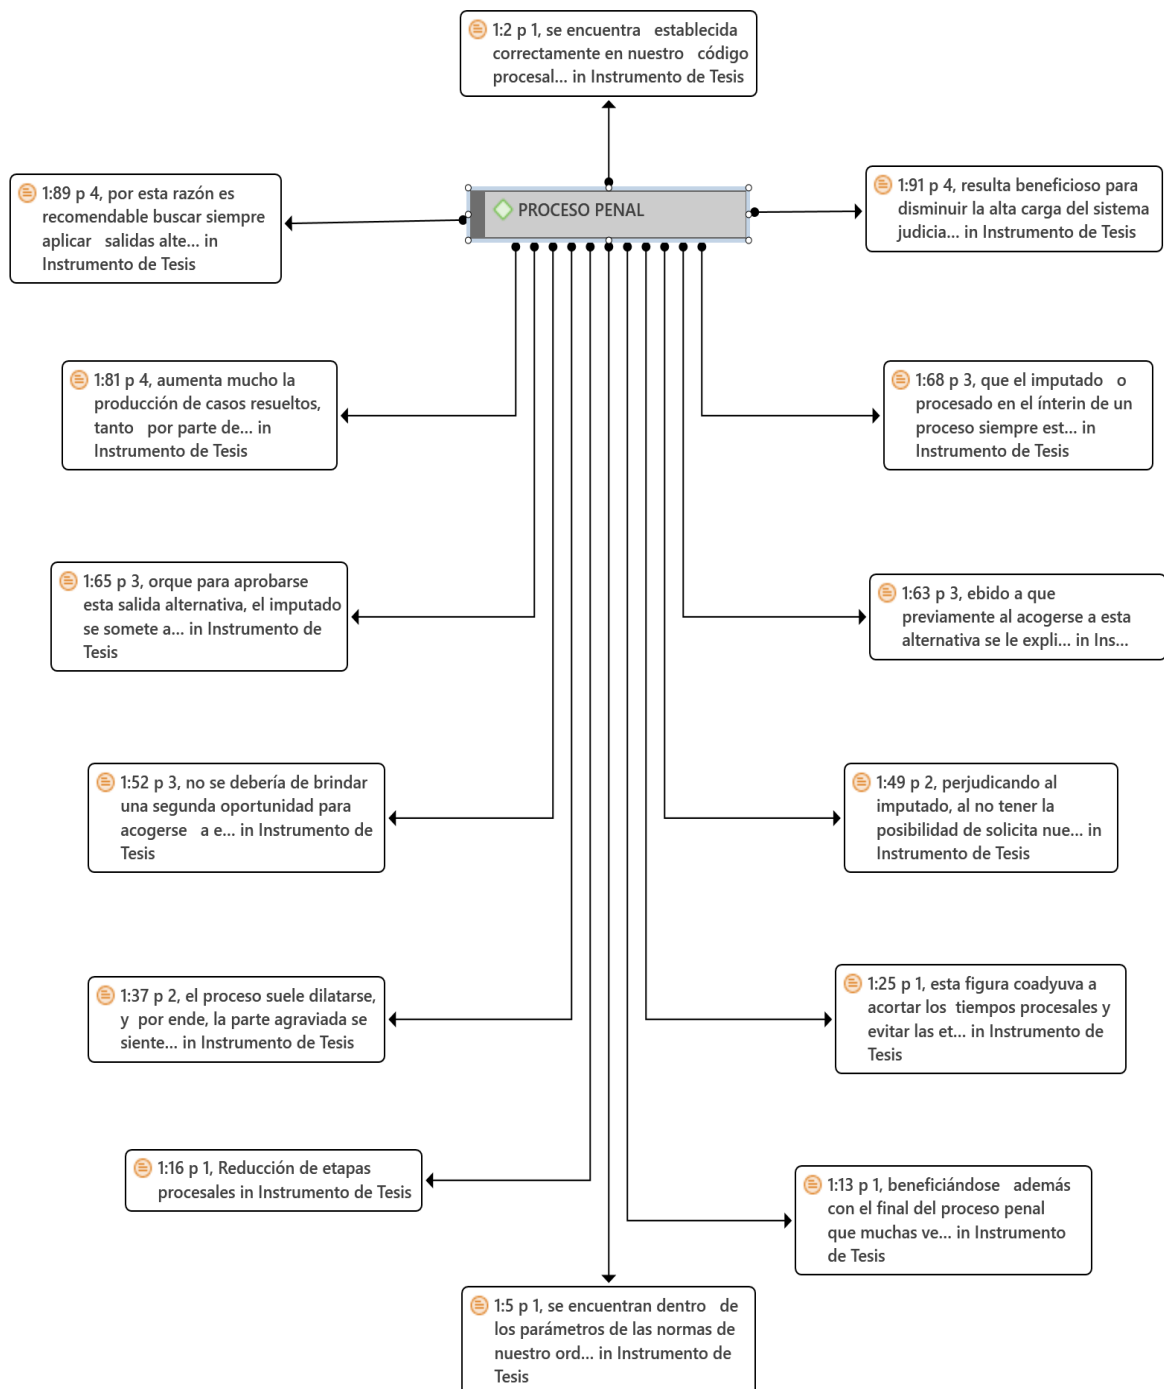 1:2 p 1, se encuentra establecida
correctamente en nuestro código
procesal... in Instrumento de Tesis
1:89 p 4, por esta razón es
recomendable buscar siempre
aplicar salidas alte... in
Instrumento de Tesis
PROCESO PENAL
1:91 p 4, resulta beneficioso para
disminuir la alta carga del sistema
judicia... in Instrumento de Tesis
1:81 p 4, aumenta mucho la
producción de casos resueltos,
tanto por parte de... in
Instrumento de Tesis
1:68 p 3, que el imputado o
procesado en el ínterin de un
proceso siempre est... in
Instrumento de Tesis
1:65 p 3, orque para aprobarse
esta salida alternativa, el imputado
se somete a... in Instrumento de
Tesis
1:63 p 3, ebido a que
previamente al acogerse a esta
alternativa se le expli... in Ins...
1:52 p 3, no se debería de brindar
una segunda oportunidad para
acogerse a e... in Instrumento de
Tesis
1:49 p 2, perjudicando al
imputado, al no tener la
posibilidad de solicita nue... in
Instrumento de Tesis
1:37 p 2, el proceso suele dilatarse,
y por ende, la parte agraviada se
siente... in Instrumento de Tesis
1:25 p 1, esta figura coadyuva a
acortar los tiempos procesales y
evitar las et... in Instrumento de
Tesis
1:16 p 1, Reducción de etapas
procesales in Instrumento de Tesis
1:13 p 1, beneficiándose además
con el final del proceso penal
que muchas ve... in Instrumento
de Tesis
1:5 p 1, se encuentran dentro de
los parámetros de las normas de
nuestro ord... in Instrumento de
Tesis